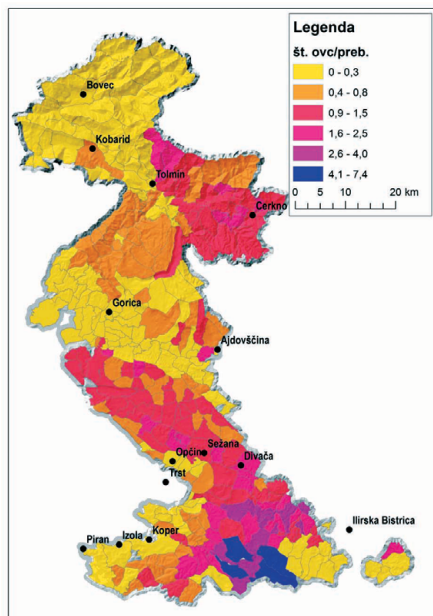 Legenda
št. ovc/preb.
0 - 0,3
0,4 - 0,8
0,9 - 1,5
1,6 - 2,5
2,6 - 4,0
4,1 - 7,4
0
10
20 km
Bovec
Kobarid
Tolmin
Cerkno
Gorica
Ajdovščina
Sežana
Opčine
Divača
Trst
Ilirska Bistrica
Koper
Izola
Piran